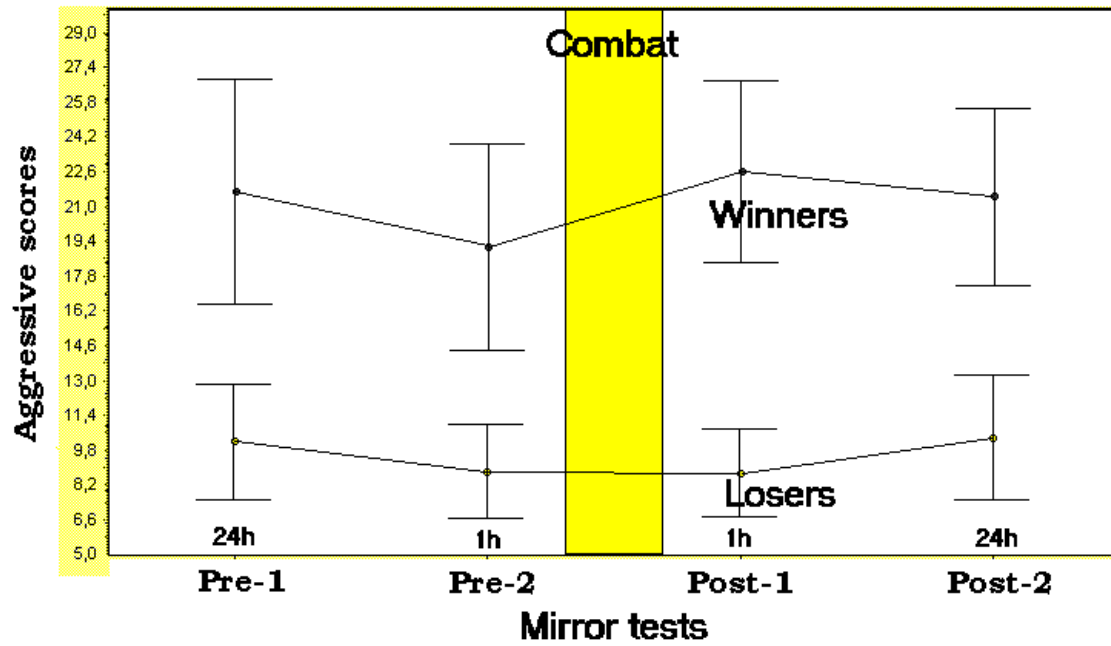 Combat
Aggressive scores
29,0
27,4
25,8
24,2
22,6
21,0
19,4
17,8
16,2
14,6
13,0
11,4
9,8
8,2
6,6
5,0
Winners
Losers
24h 1h 1h 24h
Pre-1 Pre-2 Post-1 Post-2
Mirror tests